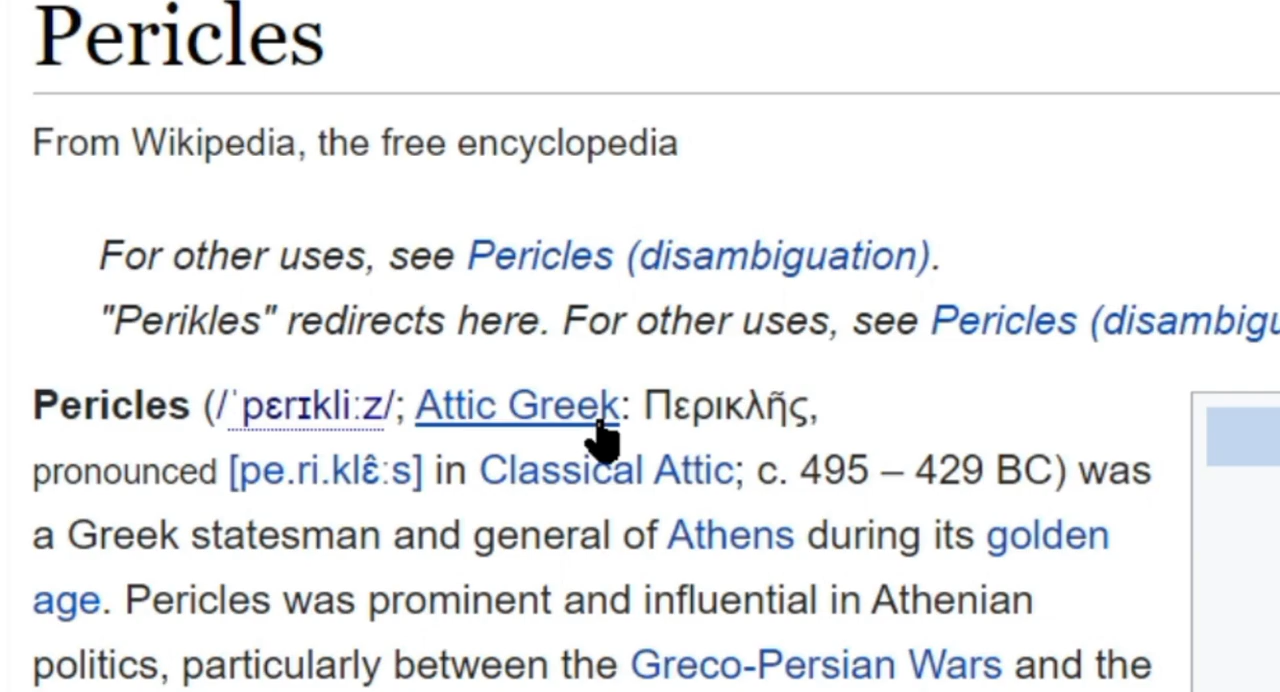 Pericles
From Wikipedia, the free encyclopedia
For other uses, see Pericles (disambiguation).
"Perikles" redirects here. For other uses, see Pericles (disambigu
Pericles (/ˈpɛrɪkliːz/; Attic Greek: Περικλῆς,
pronounced [pe.ri.klɛ̂ːs] in Classical Attic; c. 495 – 429 BC) was
a Greek statesman and general of Athens during its golden
age. Pericles was prominent and influential in Athenian
politics, particularly between the Greco-Persian Wars and the